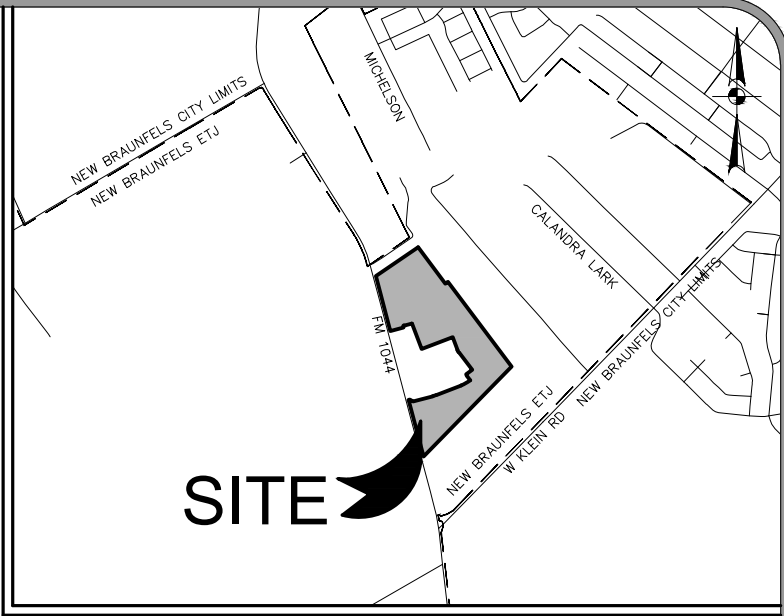 MICHELSON
NEW BRAUNFELS CITY LIMITS
NEW BRAUNFELS ETJ
CALANDRA LARK
FM 1044
NEW BRAUNFELS CITY LIMITS
NEW BRAUNFELS ETJ
W KLEIN RD
SITE